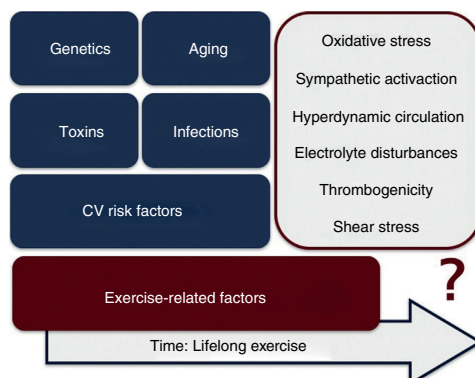 Genetics
Aging
Toxins
Infections
CV risk factors
Oxidative stress
Sympathetic activaction
Hyperdynamic circulation
Electrolyte disturbances
Thrombogenicity
Shear stress
Exercise-related factors
?
Time: Lifelong exercise